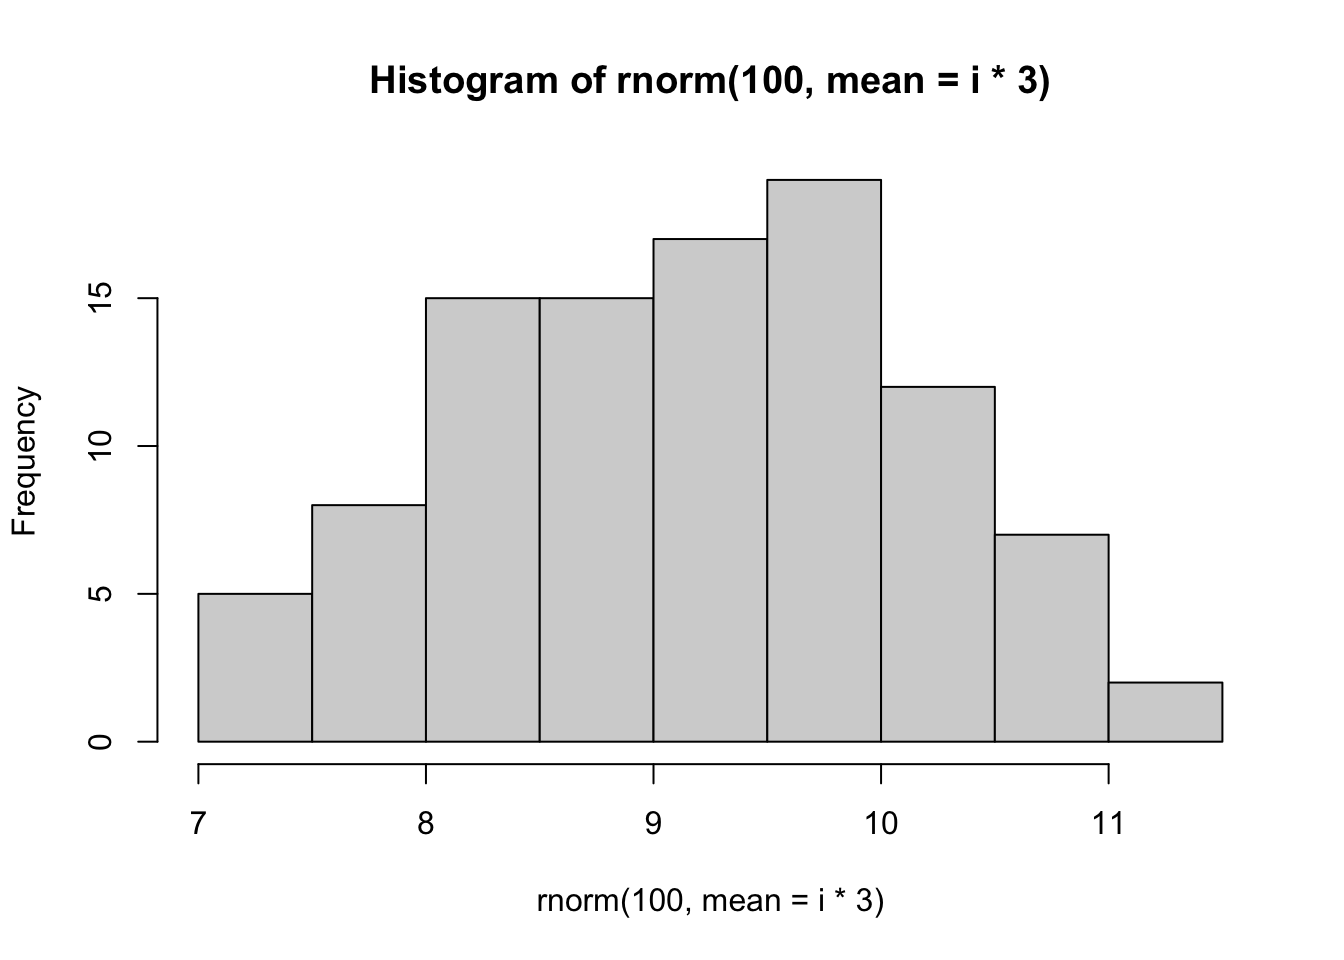 Histogram of rnorm(100, mean = i * 3)
Frequency
15
10
5
0
7 8 9 10 11
rnorm(100, mean = i * 3)